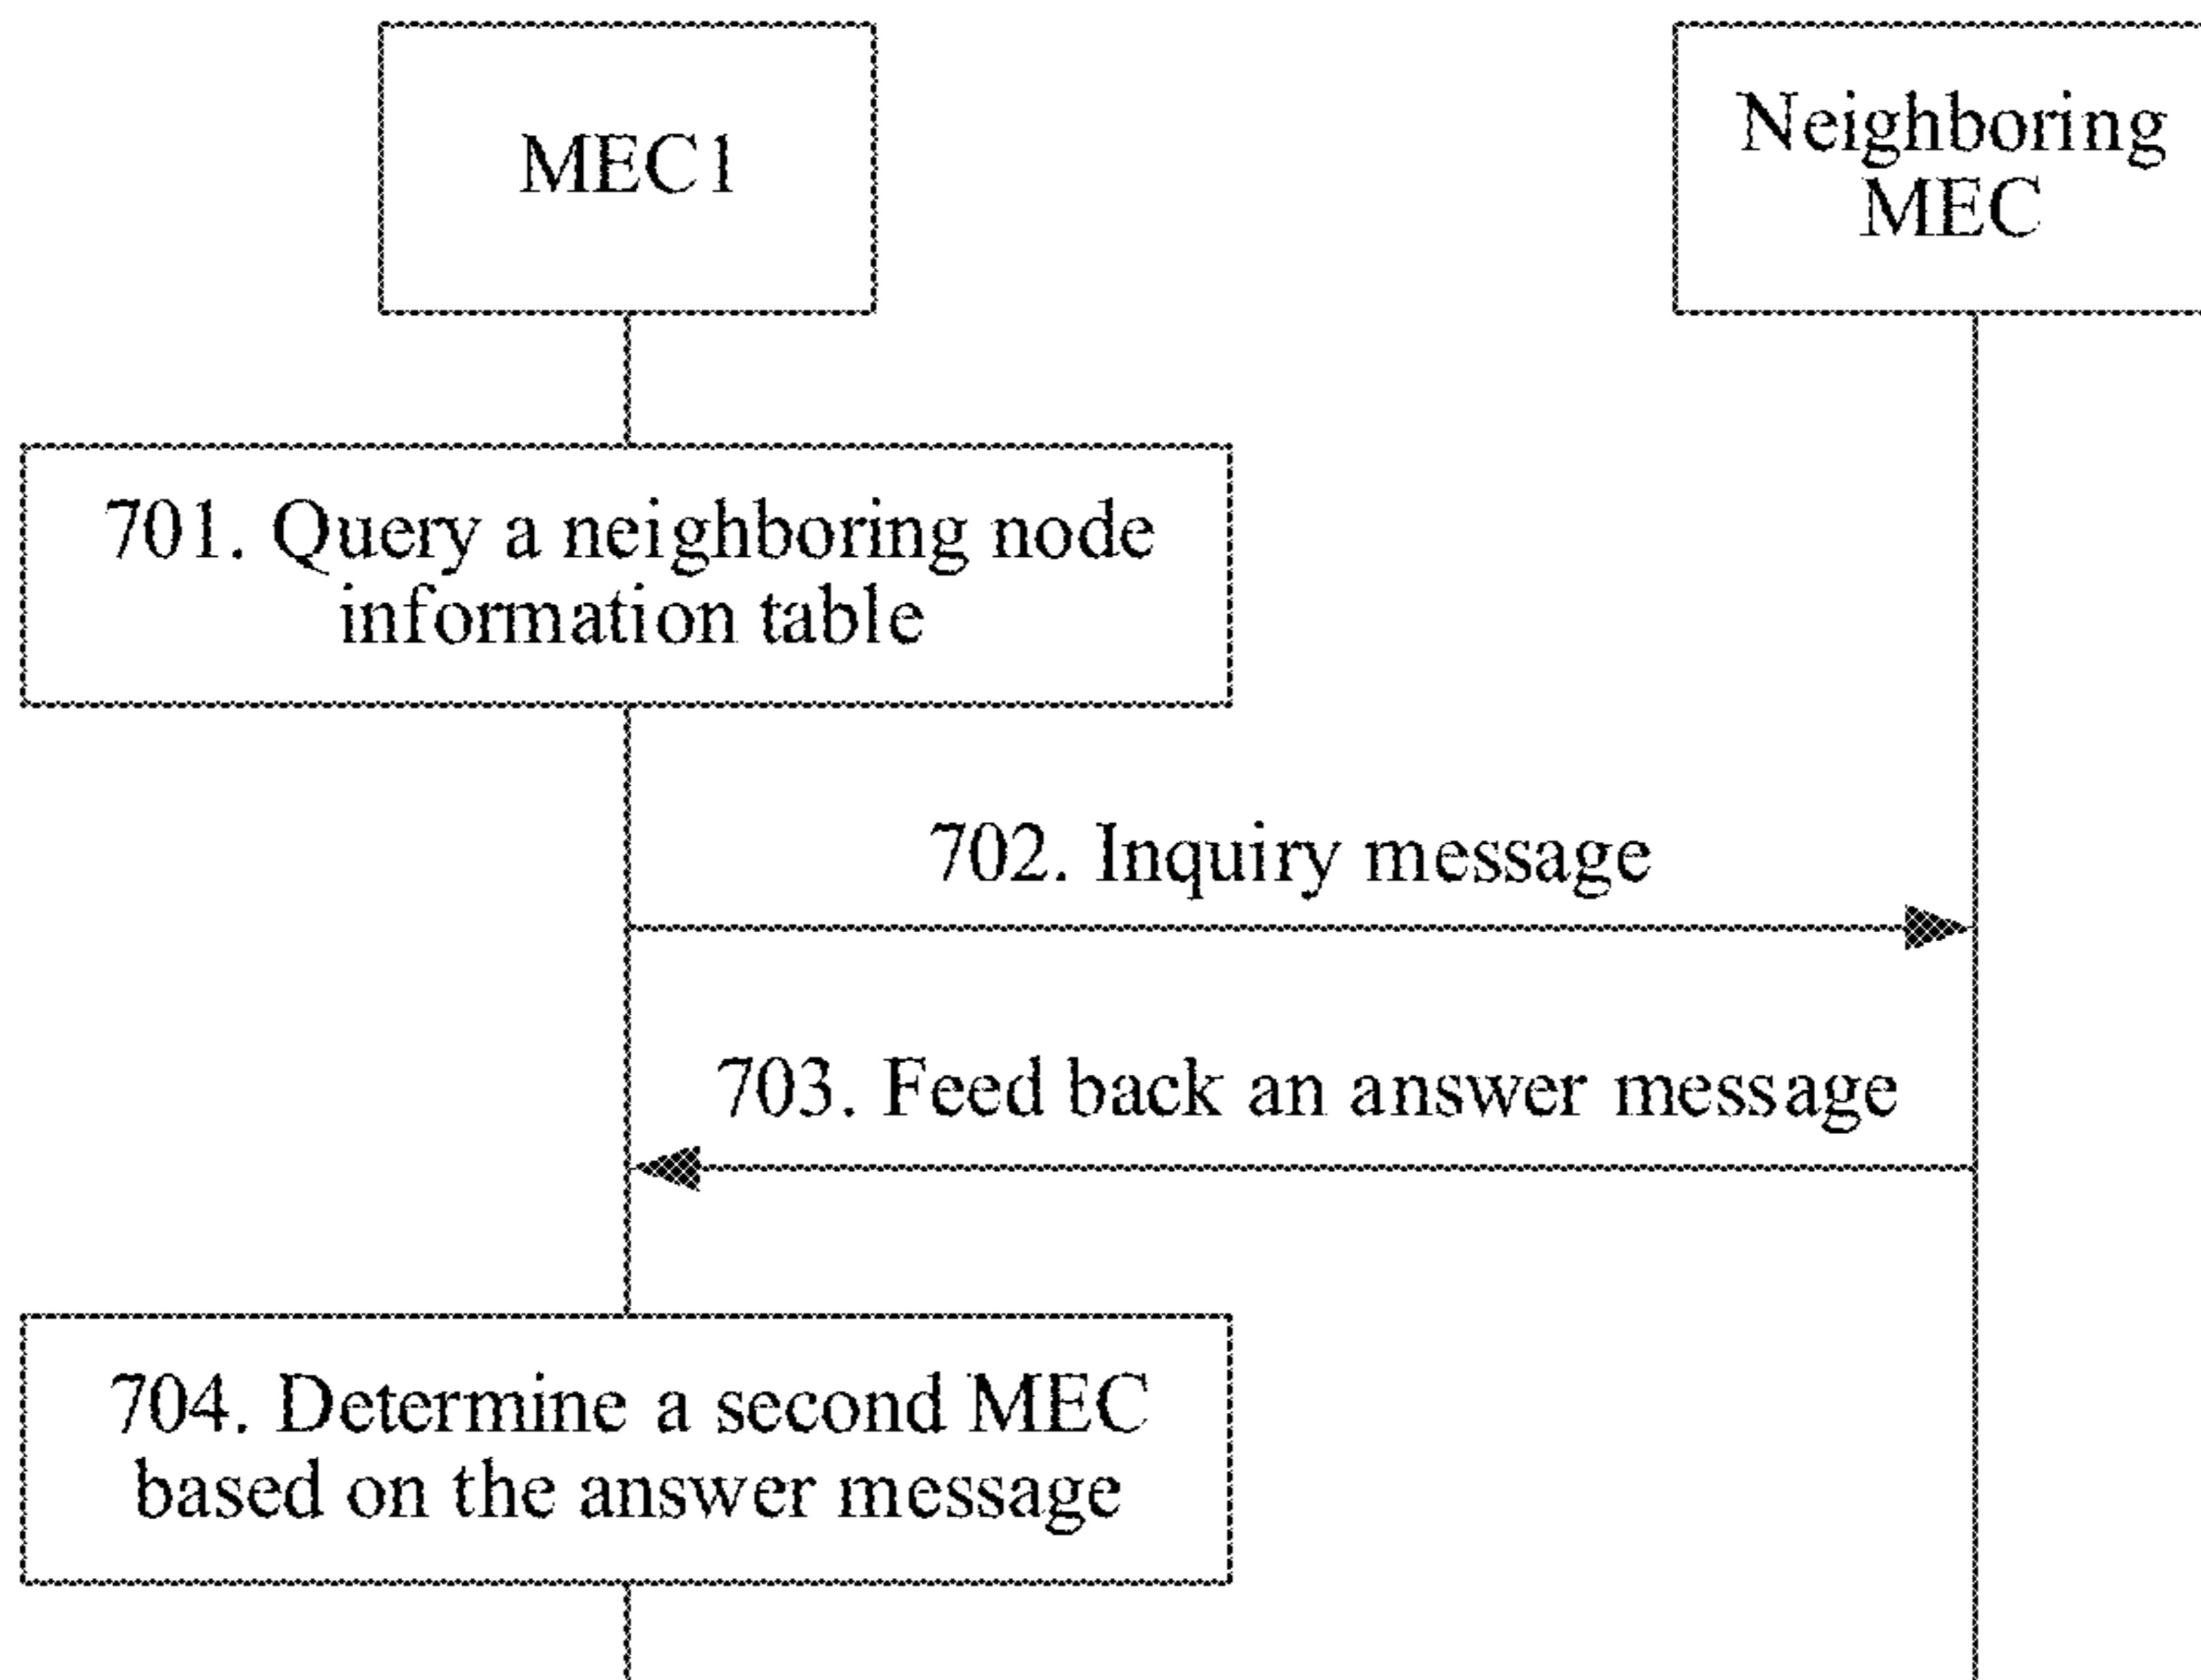 MEC1
Neighboring
MEC
701. Query a neighboring node
information table
702. Inquiry message
703. Feed back an answer message
704. Determine a second MEC
based on the answer message